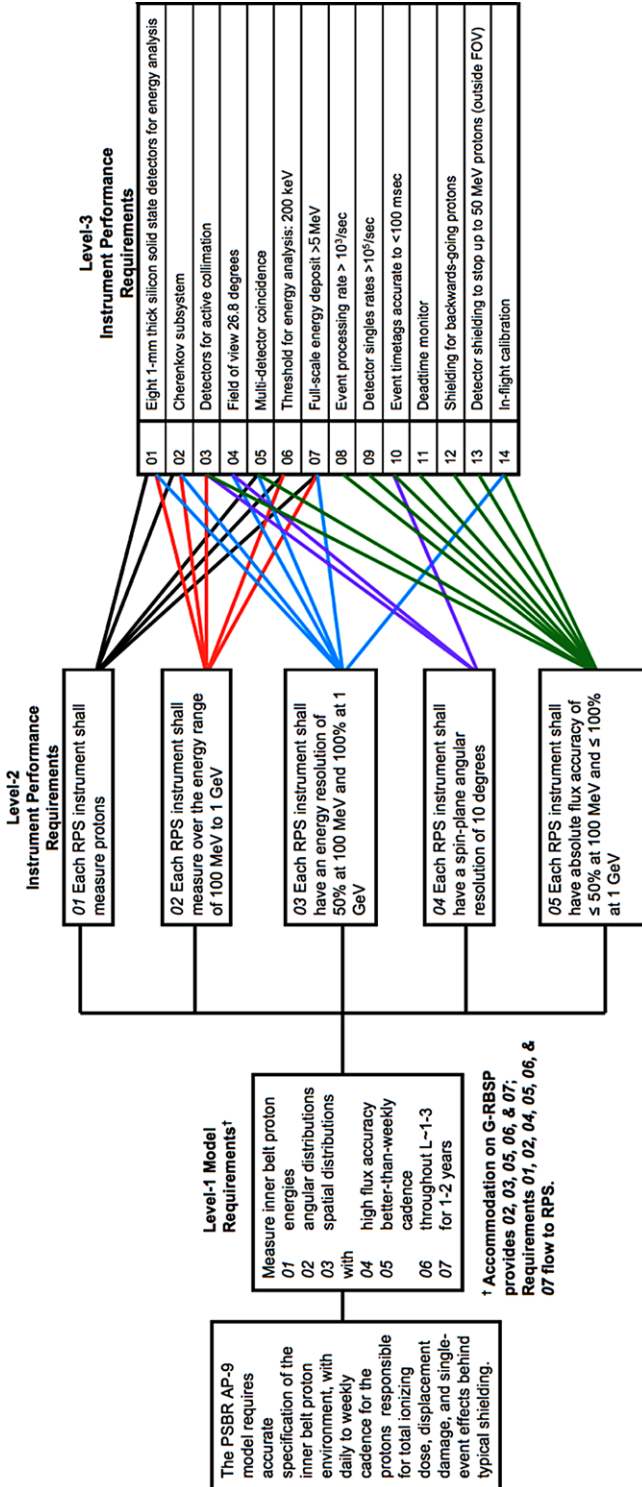 The PSBR AP-9
model requires
accurate
specification of the
inner belt proton
environment, with
daily to weekly
cadence for the
protons responsible
for total ionizing
dose, displacement
damage, and single-
event effects behind
typical shielding.
Level-1 Model
Requirements†
Measure inner belt proton
01 energies
02 angular distributions
03 spatial distributions
with
04 high flux accuracy
05 better-than-weekly
cadence
06 throughout L~1-3
07 for 1-2 years
† Accommodation on G-RBSP
provides 02, 03, 05, 06, & 07;
Requirements 01, 02, 04, 05, 06, &
07 flow to RPS.
Level-2
Instrument Performance
Requirements
01 Each RPS instrument shall
measure protons
02 Each RPS instrument shall
measure over the energy range
of 100 MeV to 1 GeV
03 Each RPS instrument shall
have an energy resolution of
50% at 100 MeV and 100% at 1
GeV
04 Each RPS instrument shall
have a spin-plane angular
resolution of 10 degrees
05 Each RPS instrument shall
have absolute flux accuracy of
≤ 50% at 100 MeV and ≤ 100%
at 1 GeV
Level-3
Instrument Performance
Requirements
01 Eight 1-mm thick silicon solid state detectors for energy analysis
02 Cherenkov subsystem
03 Detectors for active collimation
04 Field of view 26.8 degrees
05 Multi-detector coincidence
06 Threshold for energy analysis: 200 keV
07 Full-scale energy deposit >5 MeV
08 Event processing rate > 10³/sec
09 Detector singles rates >10⁵/sec
10 Event timetags accurate to <100 msec
11 Deadtime monitor
12 Shielding for backwards-going protons
13 Detector shielding to stop up to 50 MeV protons (outside FOV)
14 In-flight calibration